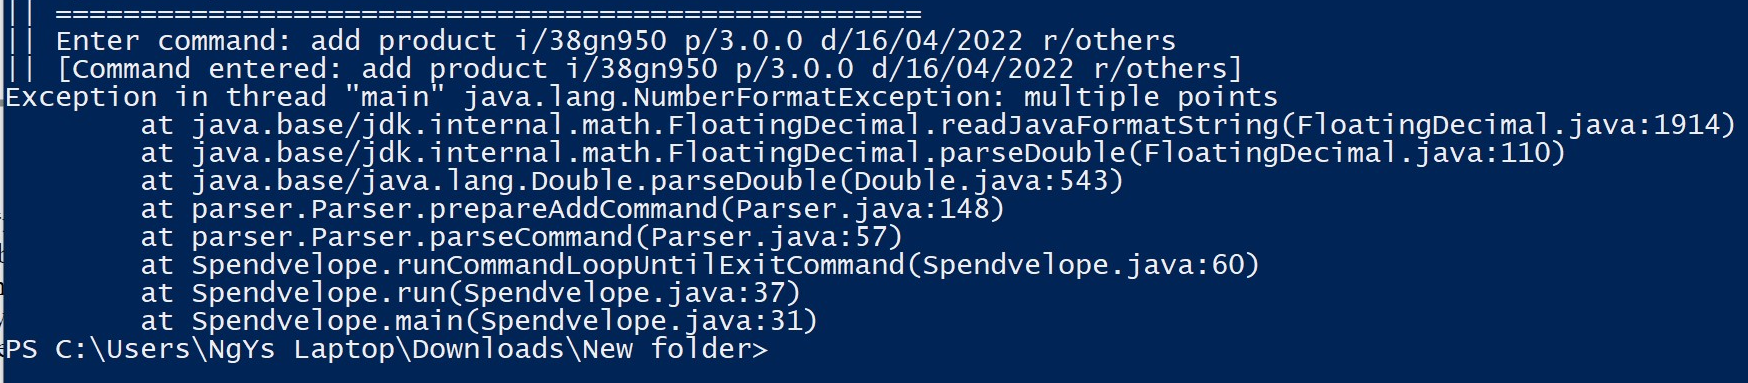 || ===================================================
|| Enter command: add product i/38gn950 p/3.0.0 d/16/04/2022 r/others
|| [Command entered: add product i/38gn950 p/3.0.0 d/16/04/2022 r/others]
Exception in thread "main" java.lang.NumberFormatException: multiple points
        at java.base/jdk.internal.math.FloatingDecimal.readJavaFormatString(FloatingDecimal.java:1914)
        at java.base/jdk.internal.math.FloatingDecimal.parseDouble(FloatingDecimal.java:110)
        at java.base/java.lang.Double.parseDouble(Double.java:543)
        at parser.Parser.prepareAddCommand(Parser.java:148)
        at parser.Parser.parseCommand(Parser.java:57)
        at Spendvelope.runCommandLoopUntilExitCommand(Spendvelope.java:60)
        at Spendvelope.run(Spendvelope.java:37)
        at Spendvelope.main(Spendvelope.java:31)
PS C:\Users\NgYs Laptop\Downloads\New folder>